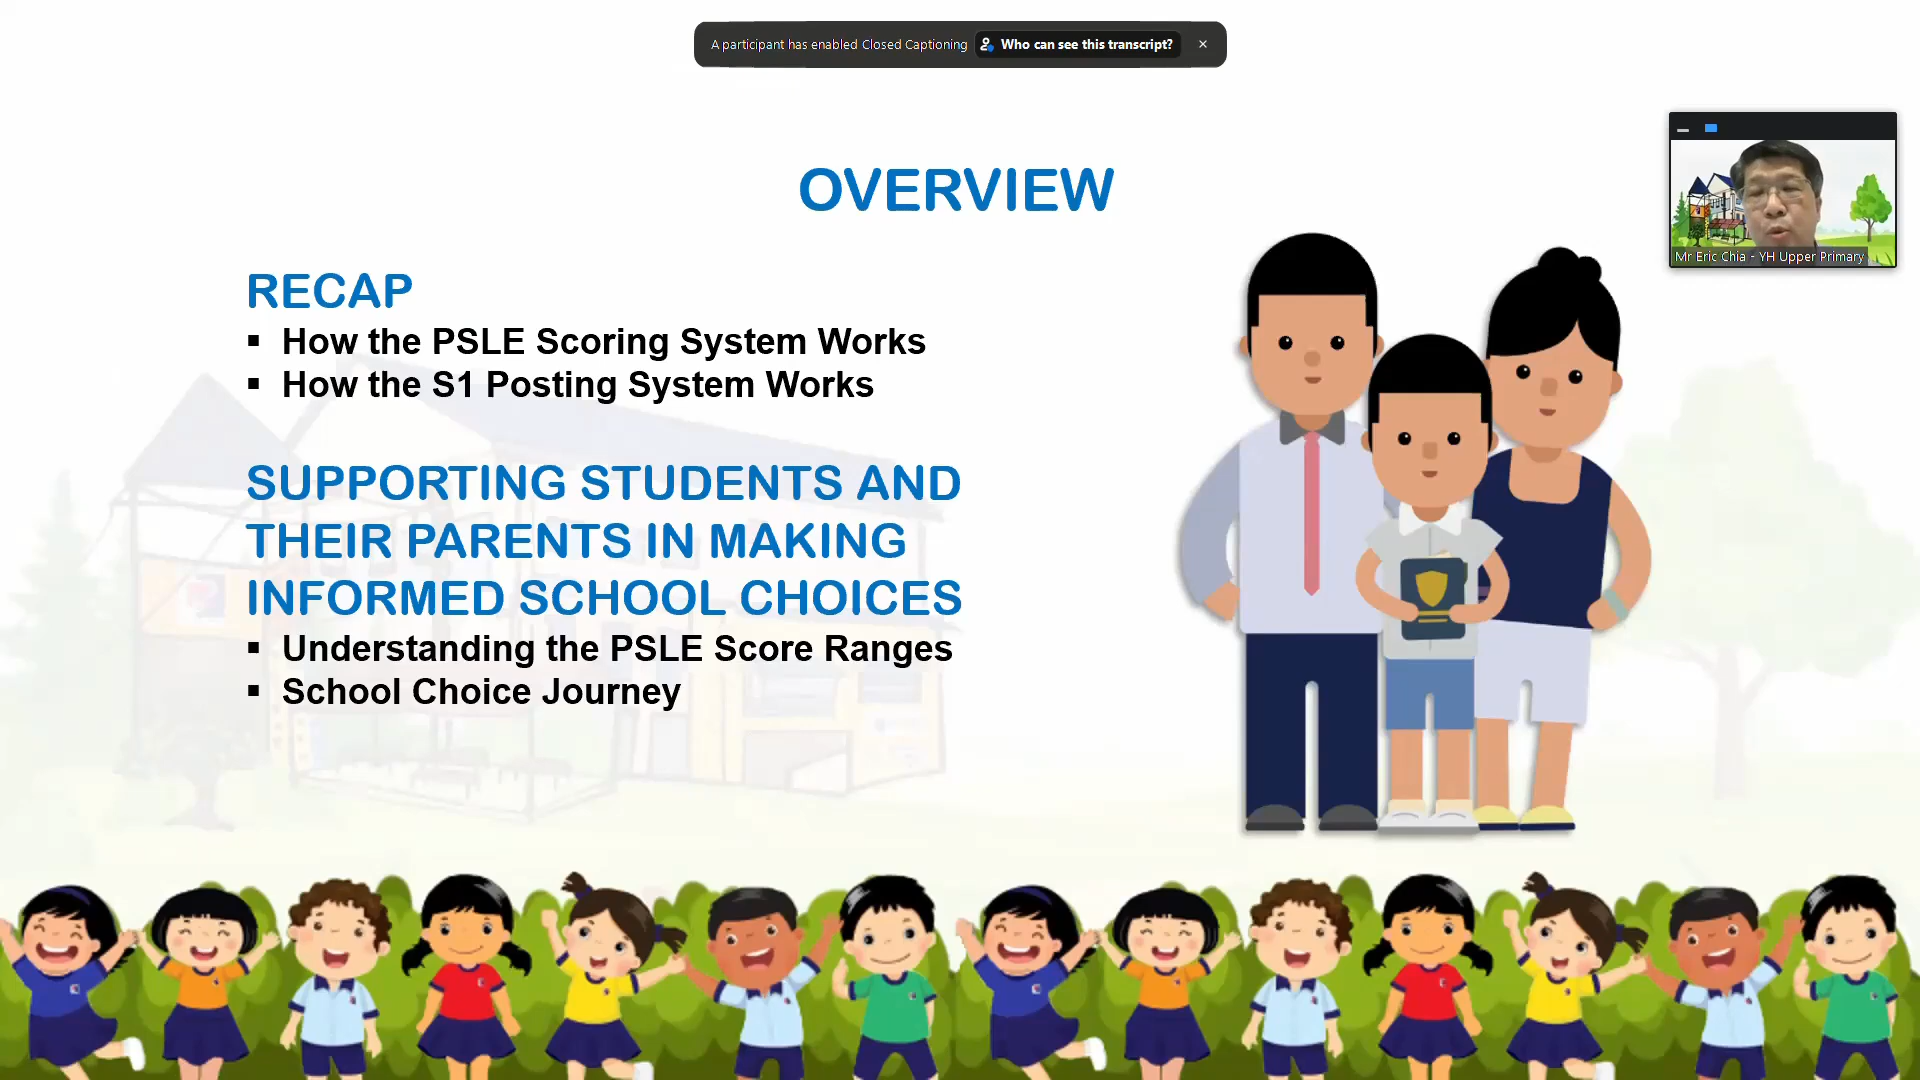 A participant has enabled Closed Captioning Who can see this transcript?
OVERVIEW
Mr Eric Chia - YH Upper Primary
RECAP
▪ How the PSLE Scoring System Works
▪ How the S1 Posting System Works
SUPPORTING STUDENTS AND
THEIR PARENTS IN MAKING
INFORMED SCHOOL CHOICES
▪ Understanding the PSLE Score Ranges
▪ School Choice Journey